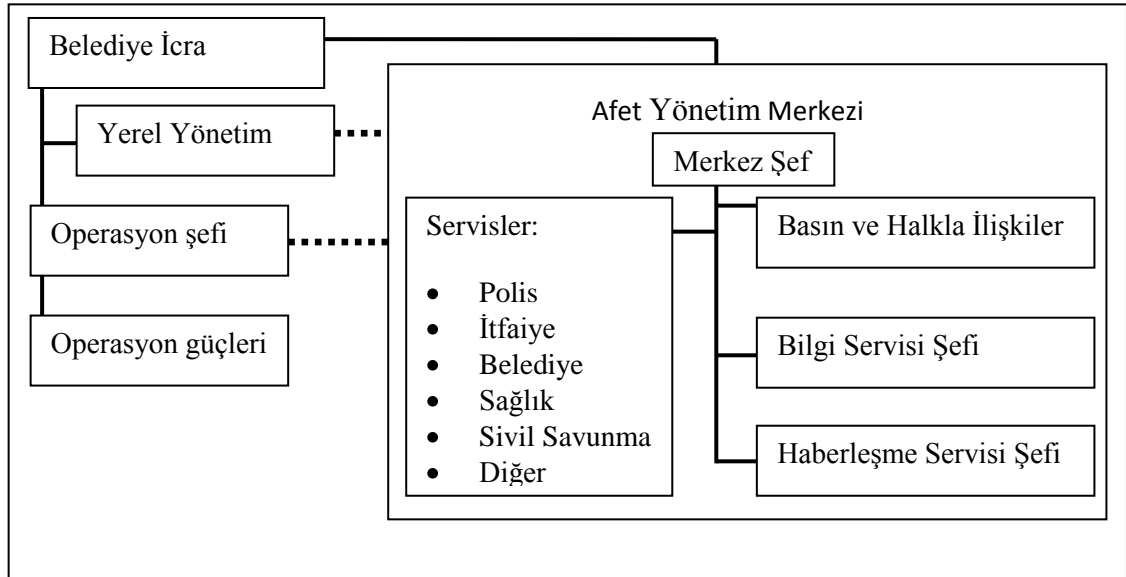 Belediye İcra
Yerel Yönetim
Operasyon şefi
Operasyon güçleri
Afet Yönetim Merkezi
Merkez Şef
Servisler:
• Polis
• İtfaiye
• Belediye
• Sağlık
• Sivil Savunma
• Diğer
Basın ve Halkla İlişkiler
Bilgi Servisi Şefi
Haberleşme Servisi Şefi